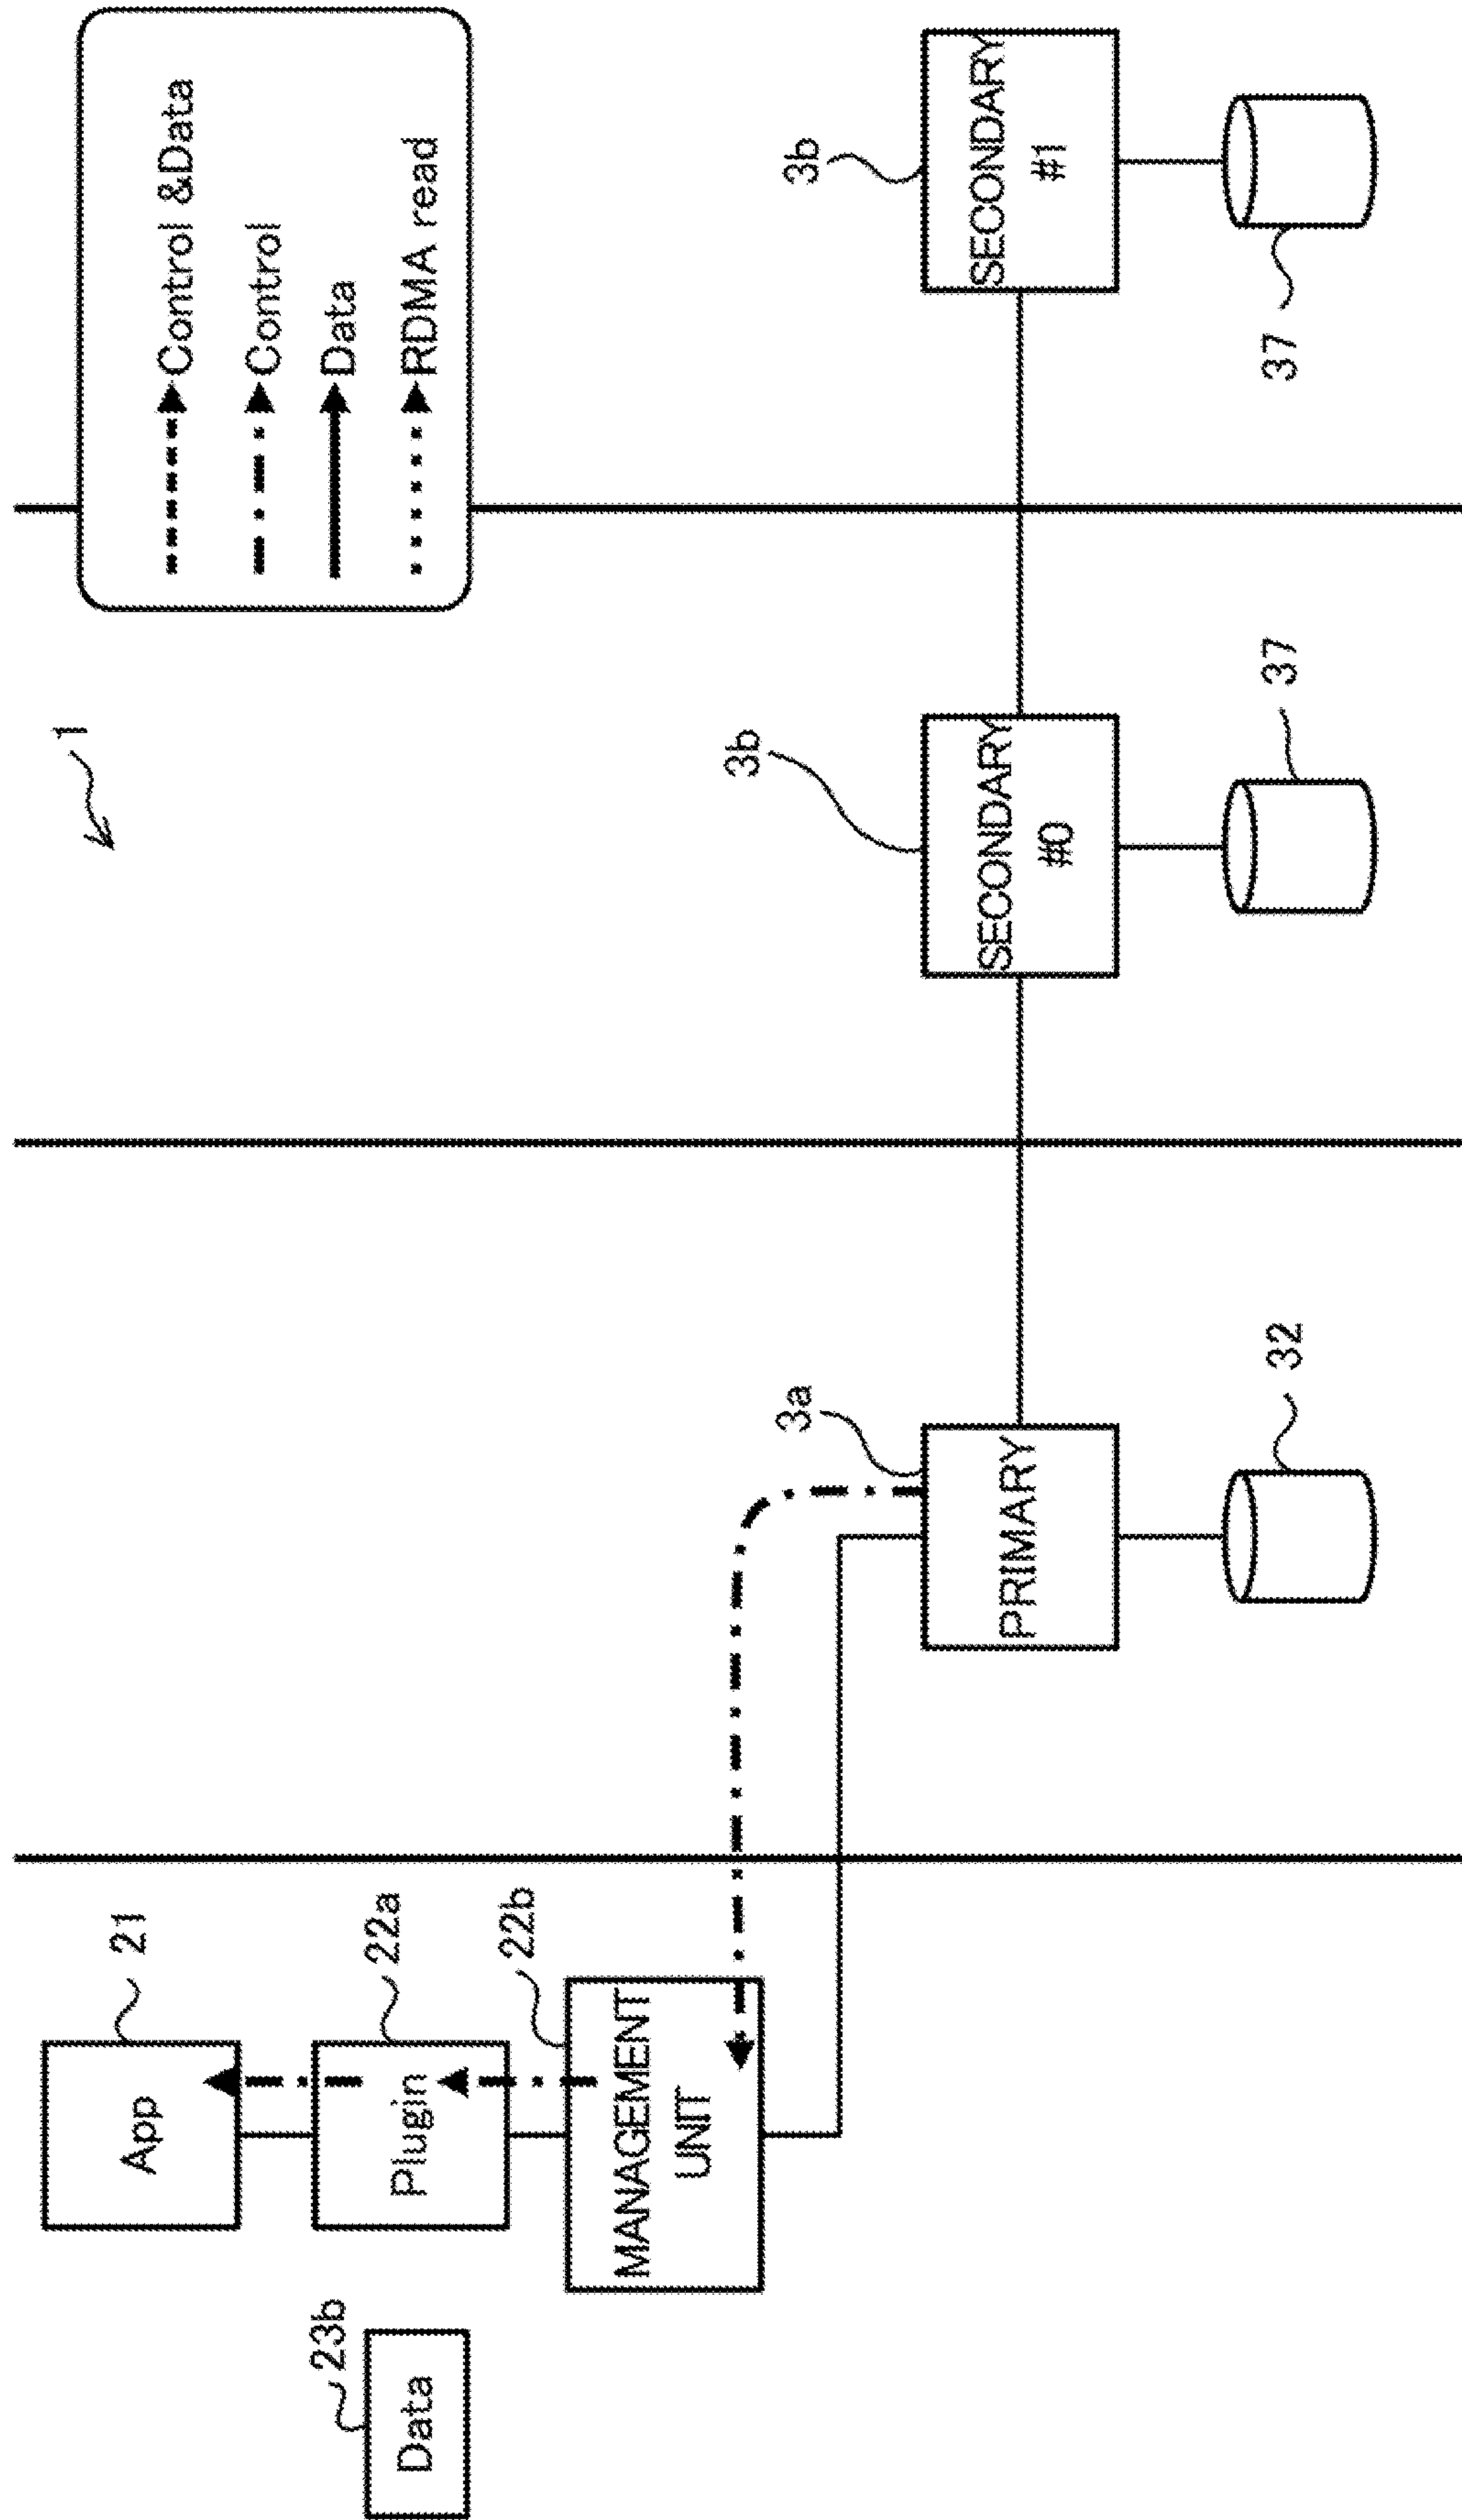 1
Control &Data
Control
Data
RDMA read
App
21
Plugin
22a
MANAGEMENT
UNIT
22b
Data
23b
PRIMARY
3a
32
SECONDARY
#0
3b
37
SECONDARY
#1
3b
37